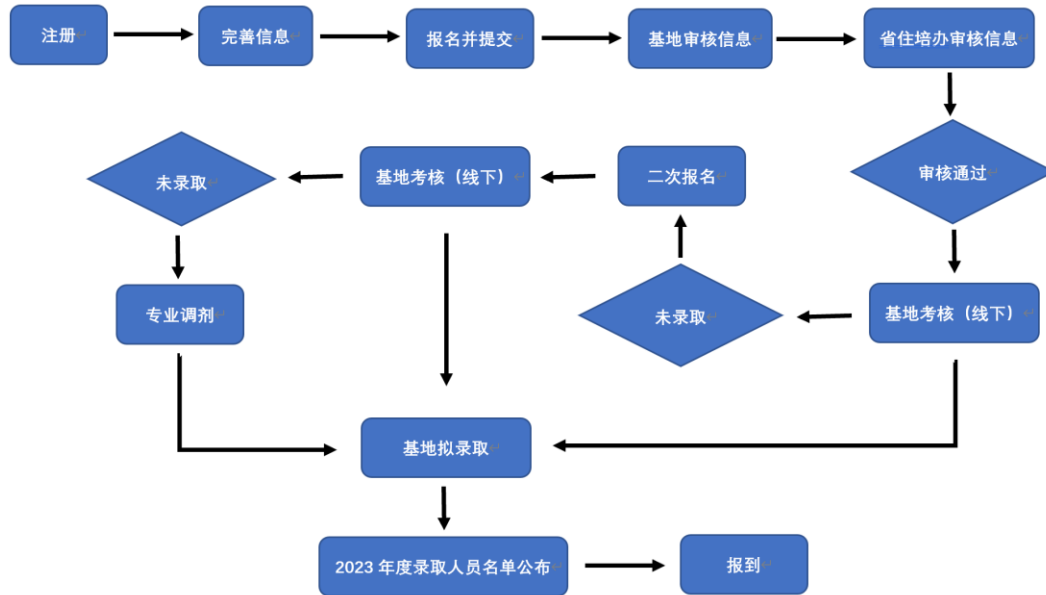 注册
完善信息
报名并提交
基地审核信息
省住培办审核信息
审核通过
未录取
基地考核（线下）
二次报名
专业调剂
未录取
基地考核（线下）
基地拟录取
2023 年度录取人员名单公布
报到